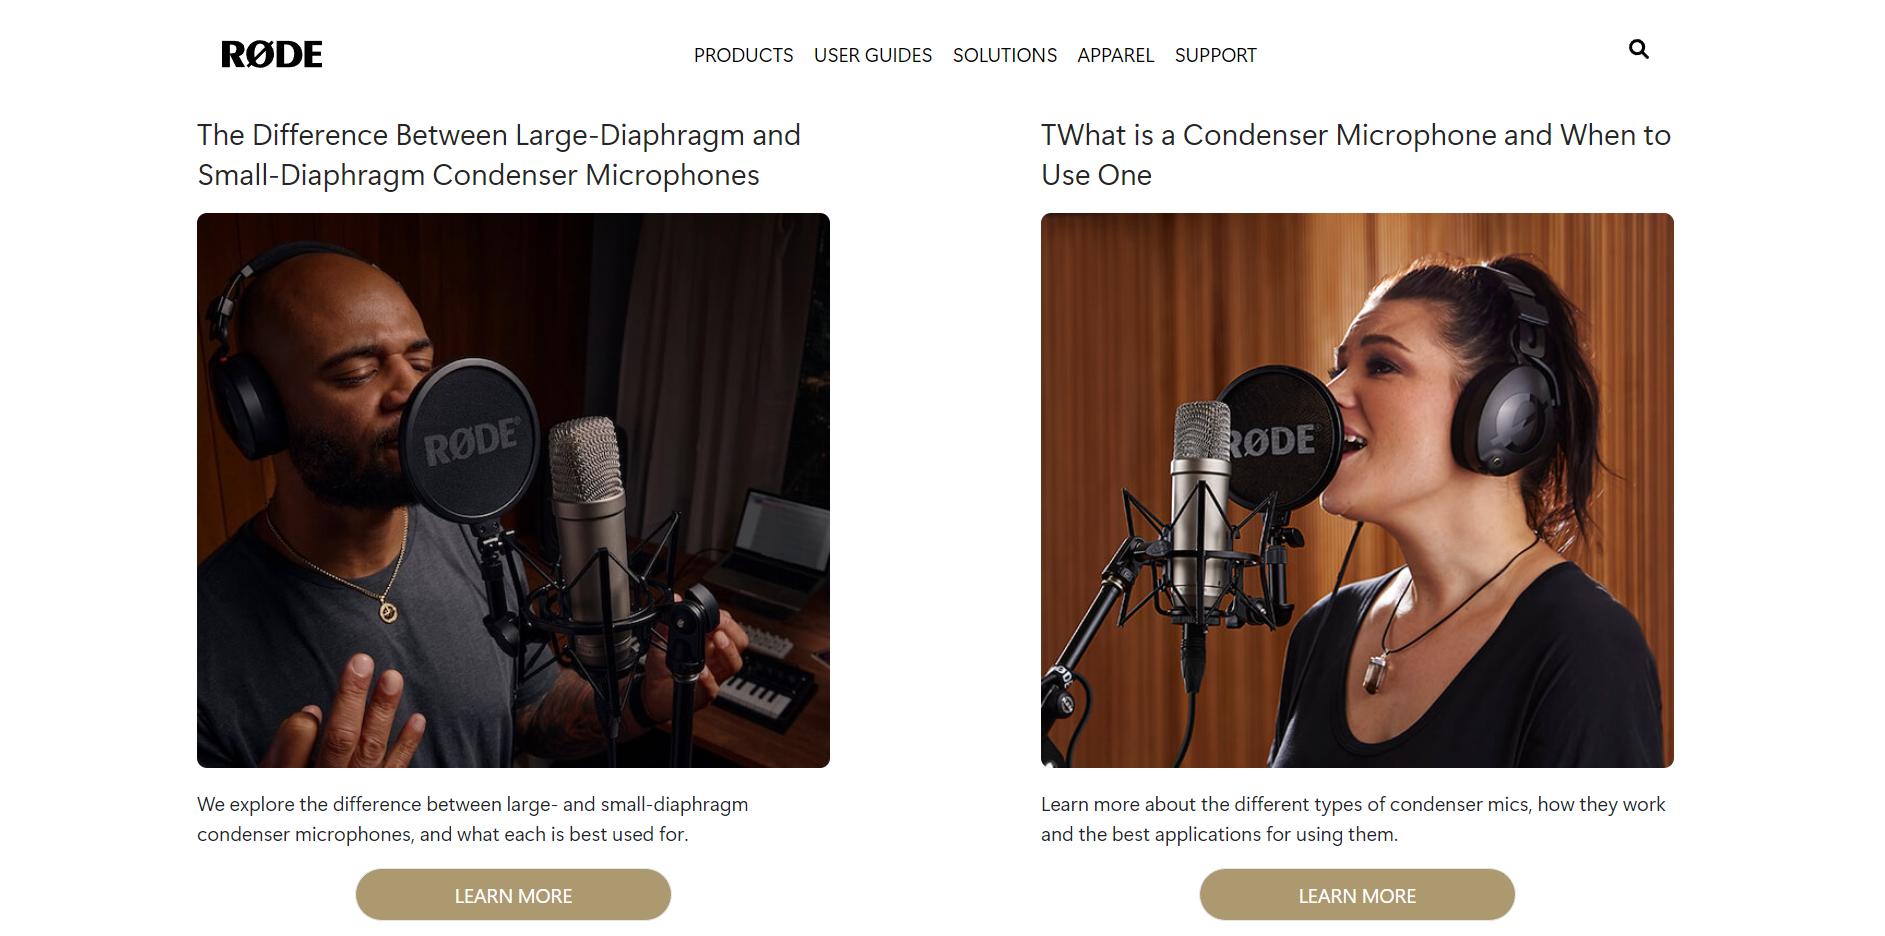 RØDE
PRODUCTS USER GUIDES SOLUTIONS APPAREL SUPPORT
The Difference Between Large-Diaphragm and
Small-Diaphragm Condenser Microphones
RØDE
We explore the difference between large- and small-diaphragm
condenser microphones, and what each is best used for.
LEARN MORE
TWhat is a Condenser Microphone and When to
Use One
RØDE
Learn more about the different types of condenser mics, how they work
and the best applications for using them.
LEARN MORE